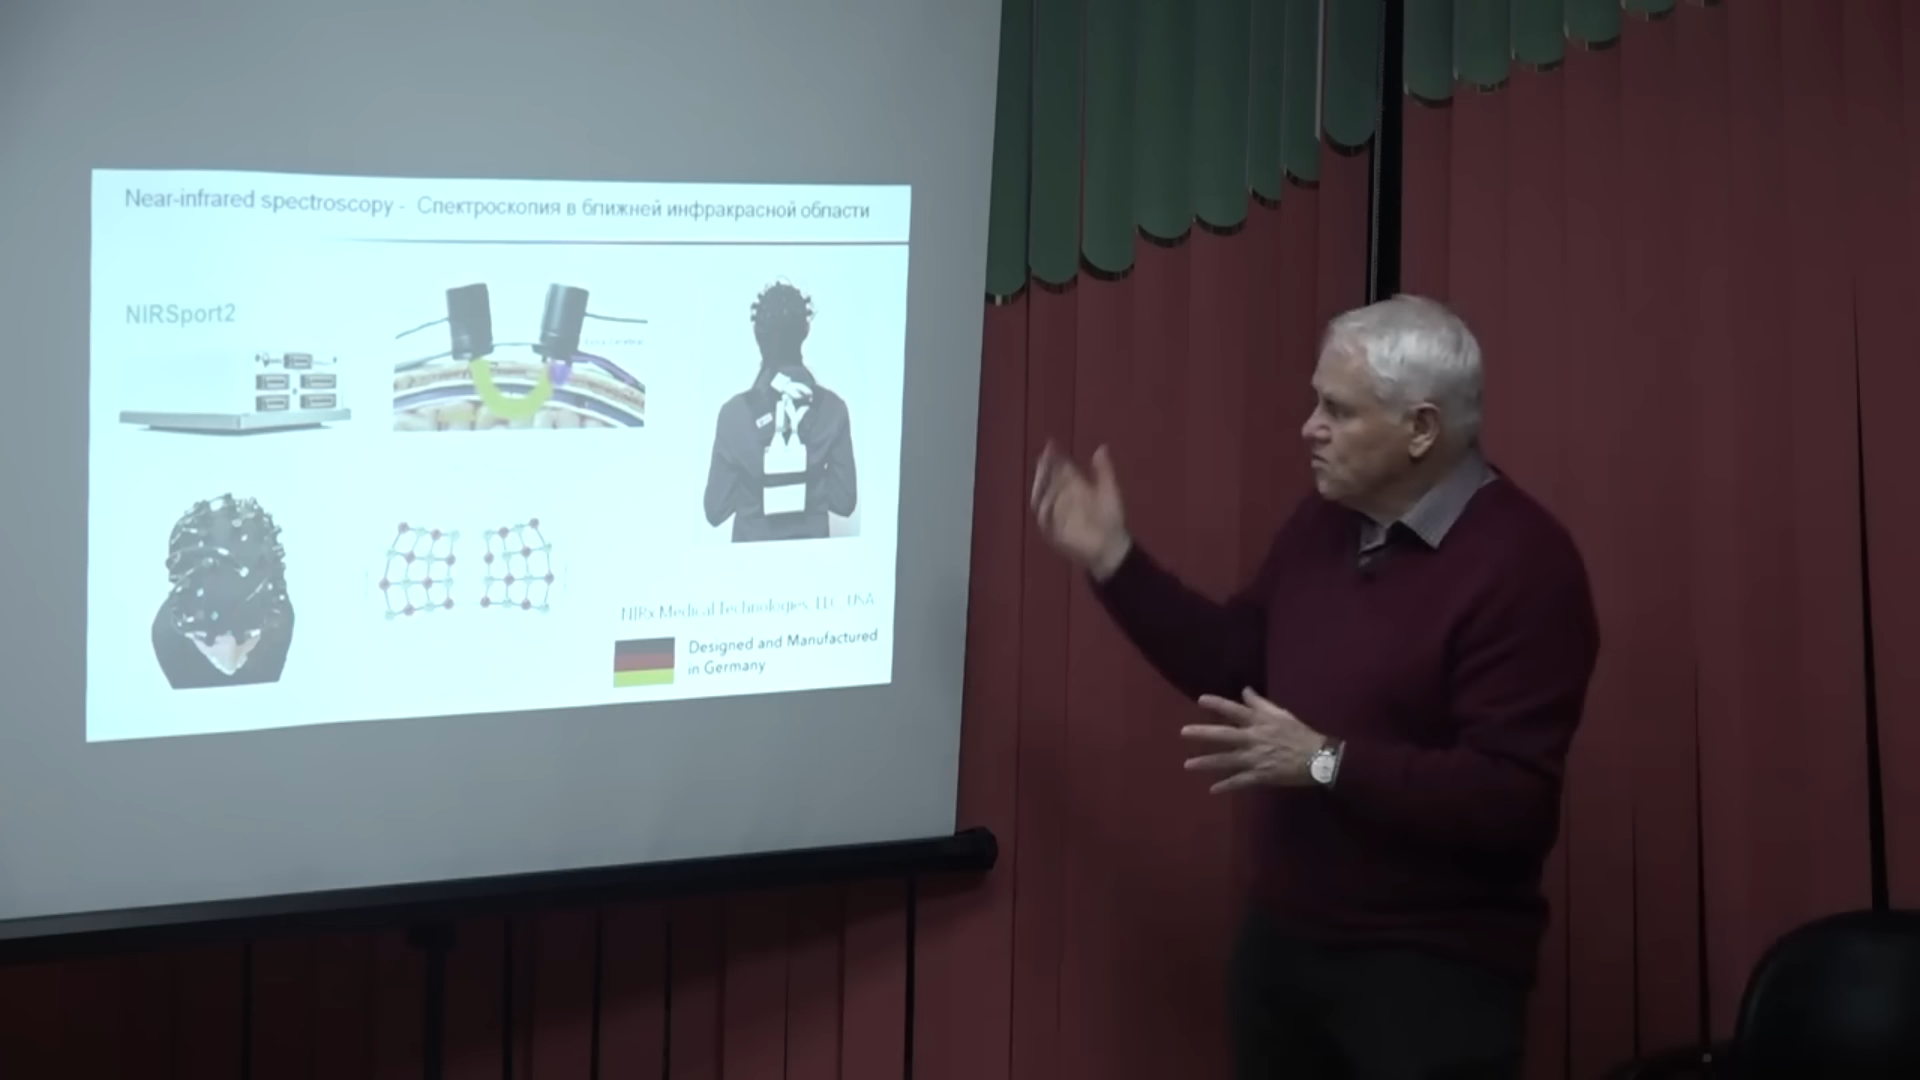 Near-infrared spectroscopy - Спектроскопия в ближней инфракрасной области
NIRSport2
NIRx Medical Technologies, LLC, USA
Designed and Manufactured
in Germany